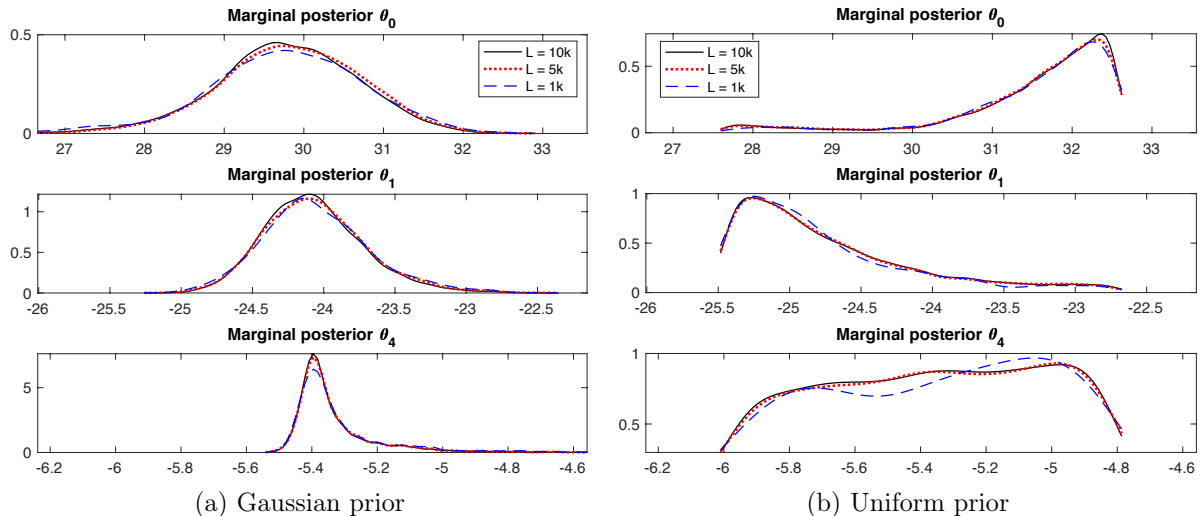 Marginal posterior θ0
0.5
0
L = 10k
L = 5k
L = 1k
27 28 29 30 31 32 33
Marginal posterior θ1
1
0.5
0
-26 -25.5 -25 -24.5 -24 -23.5 -23 -22.5
Marginal posterior θ4
5
0
-6.2 -6 -5.8 -5.6 -5.4 -5.2 -5 -4.8 -4.6
(a) Gaussian prior
Marginal posterior θ0
0.5
0
L = 10k
L = 5k
L = 1k
27 28 29 30 31 32 33
Marginal posterior θ1
1
0.5
0
-26 -25.5 -25 -24.5 -24 -23.5 -23 -22.5
Marginal posterior θ4
1
0.5
-6.2 -6 -5.8 -5.6 -5.4 -5.2 -5 -4.8 -4.6
(b) Uniform prior